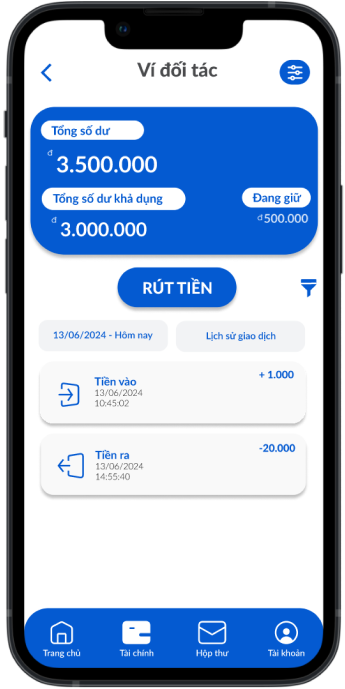 Ví đối tác
Tổng số dư
đ 3.500.000
Tổng số dư khả dụng
Đang giữ
đ 3.000.000
đ 500.000
RÚT TIỀN
13/06/2024 - Hôm nay
Lịch sử giao dịch
Tiền vào
+ 1.000
13/06/2024
10:45:02
Tiền ra
-20.000
13/06/2024
14:55:40
Trang chủ
Tài chính
Hộp thư
Tài khoản